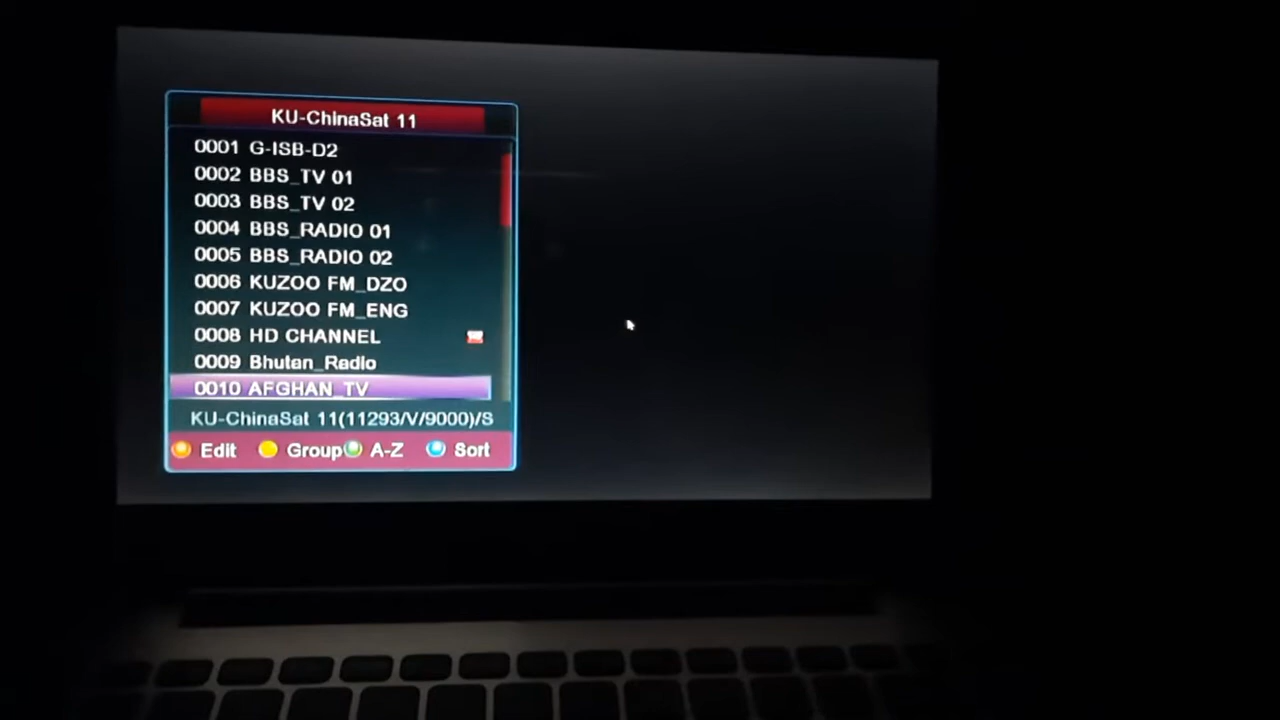 KU-ChinaSat 11
0001 G-ISB-D2
0002 BBS_TV 01
0003 BBS_TV 02
0004 BBS_RADIO 01
0005 BBS_RADIO 02
0006 KUZOO FM_DZO
0007 KUZOO FM_ENG
0008 HD CHANNEL
0009 Bhutan_Radio
0010 AFGHAN_TV
KU-ChinaSat 11(11293/V/9000)/S
Edit Group A-Z Sort